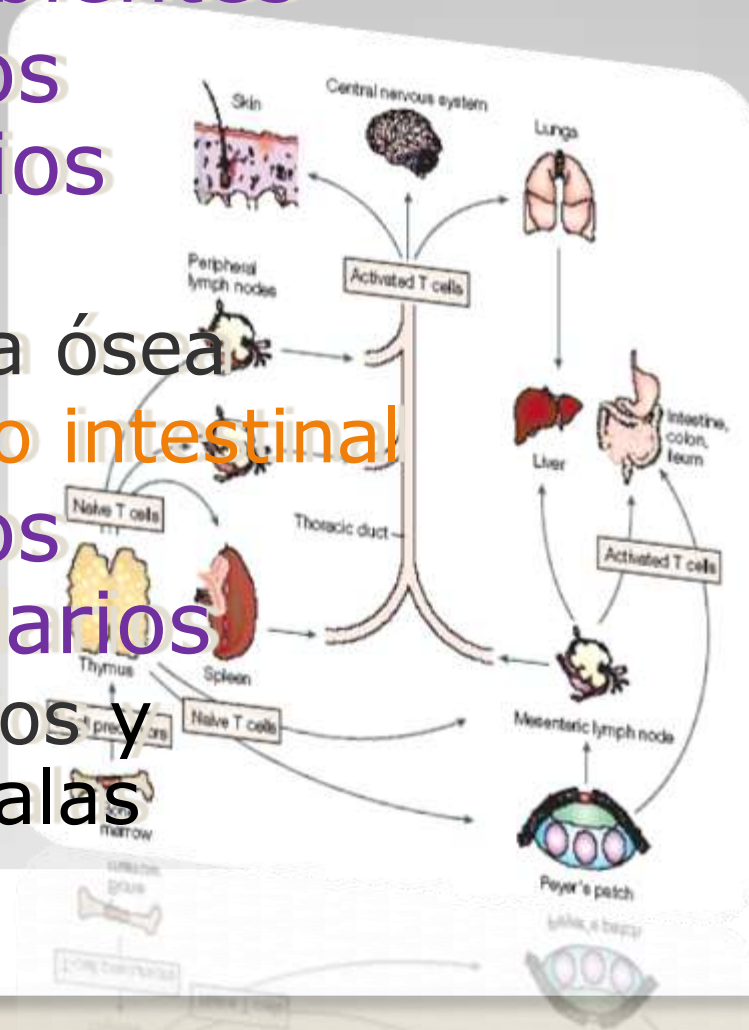 os
ios
a ósea
o intestinal
os
arios
os y
alas
Skin
Central nervous system
Lungs
Peripheral
lymph nodes
Activated T cells
Liver
Intestine,
colon,
ileum
Naive T cells
Thoracic duct
Activated T cells
Thymus
Spleen
Mesenteric lymph node
Naive T cells
marrow
Peyer's patch